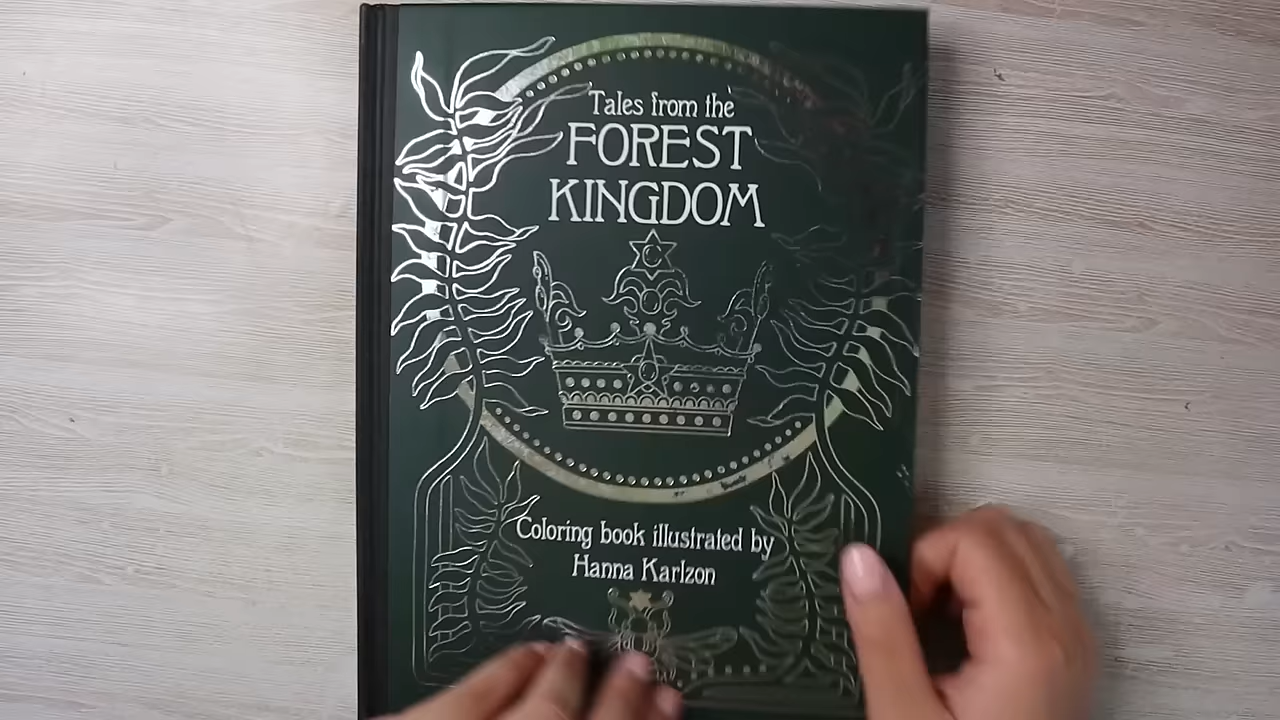 Tales from the
FOREST
KINGDOM
Coloring book illustrated by
Hanna Karlzon